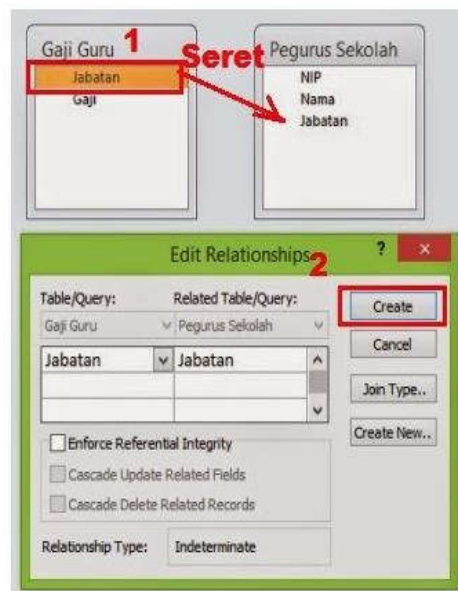 Gaji Guru 1
Seret
Pegurus Sekolah
Jabatan
Gaji
NIP
Nama
Jabatan
Edit Relationships 2 ? x
Table/Query: Related Table/Query:
Gaji Guru Pegurus Sekolah
Jabatan Jabatan
Enforce Referential Integrity
Cascade Update Related Fields
Cascade Delete Related Records
Relationship Type: Indeterminate
Create
Cancel
Join Type..
Create New..